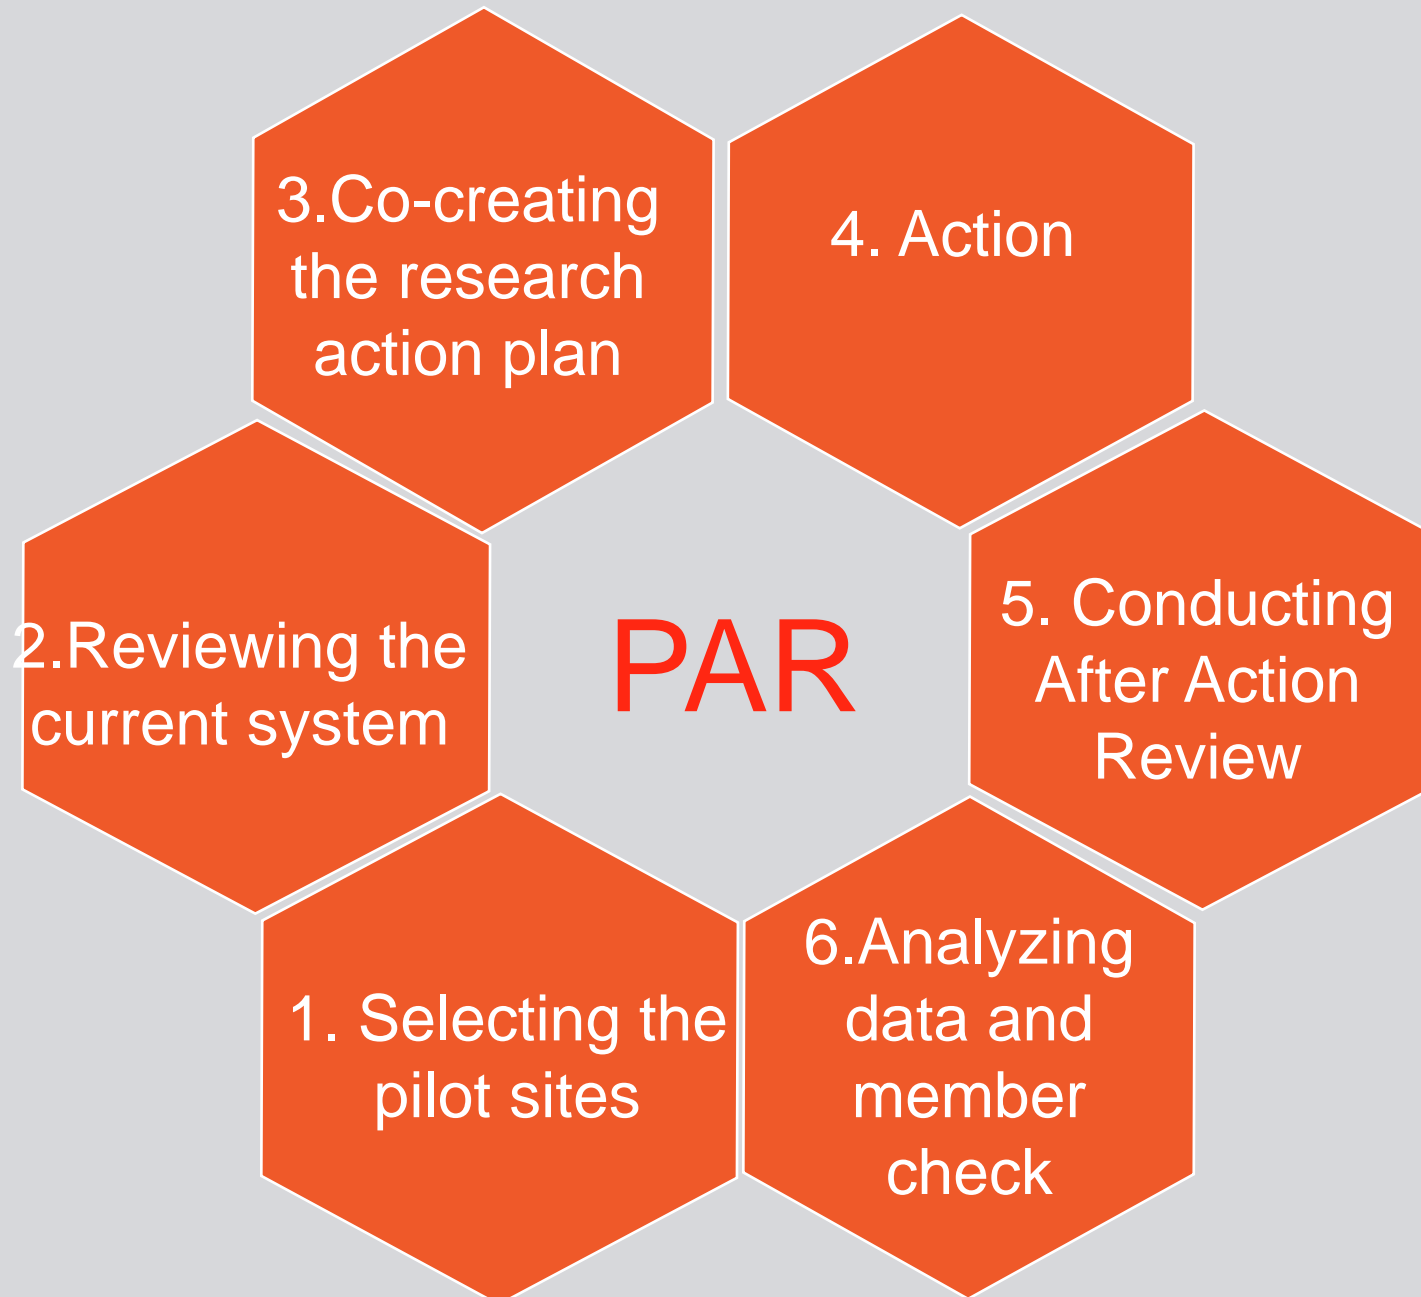 3.Co-creating
the research
action plan
4. Action
2.Reviewing the
current system
PAR
5. Conducting
After Action
Review
1. Selecting the
pilot sites
6.Analyzing
data and
member
check